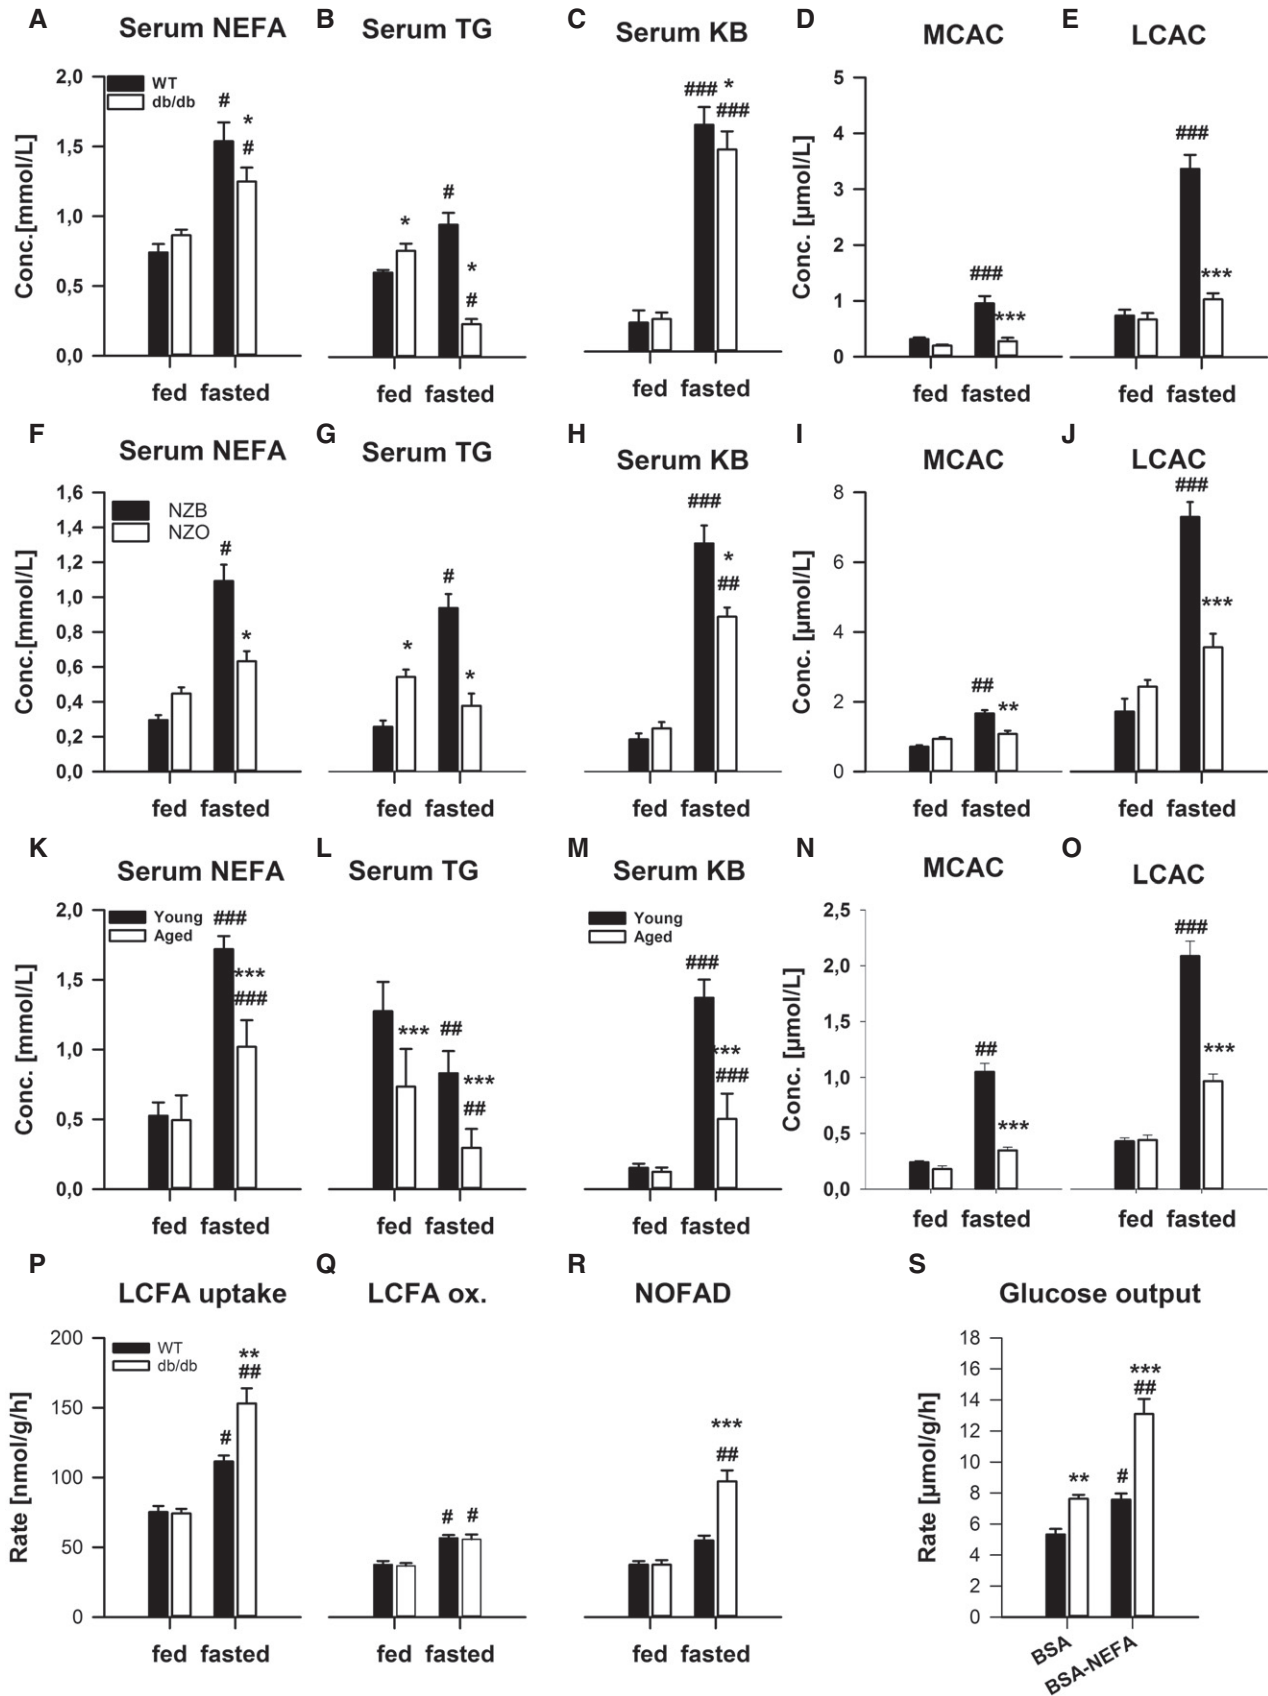 A Serum NEFA B Serum TG C Serum KB D MCAC E LCAC
Conc.[mmol/L]
2,0
1,5
1,0
0,5
0,0
WT
db/db
#
*
#
fed fasted
*
#
*
#
fed fasted
### *
###
fed fasted
Conc. [µmol/L]
5
4
3
2
1
0
###
***
fed fasted
###
***
fed fasted
F Serum NEFA G Serum TG H Serum KB I MCAC J LCAC
Conc.[mmol/L]
1,6
1,4
1,2
1,0
0,8
0,6
0,4
0,2
0,0
NZB
NZO
#
*
fed fasted
*
#
*
fed fasted
###
*
##
fed fasted
Conc. [µmol/L]
8
6
4
2
0
##
**
fed fasted
###
***
fed fasted
K Serum NEFA L Serum TG M Serum KB N MCAC O LCAC
Conc. [mmol/L]
2,0
1,5
1,0
0,5
0,0
Young
Aged
###
***
###
fed fasted
***
##
***
##
fed fasted
Young
Aged
###
***
###
fed fasted
Conc. [µmol/L]
2,5
2,0
1,5
1,0
0,5
0,0
##
***
fed fasted
###
***
fed fasted
P LCFA uptake Q LCFA ox. R NOFAD S Glucose output
Rate [nmol/g/h]
200
150
100
50
0
WT
db/db
#
**
##
fed fasted
# #
fed fasted
***
##
fed fasted
Rate [µmol/g/h]
18
16
14
12
10
8
6
4
2
0
**
#
***
##
BSA
BSA-NEFA